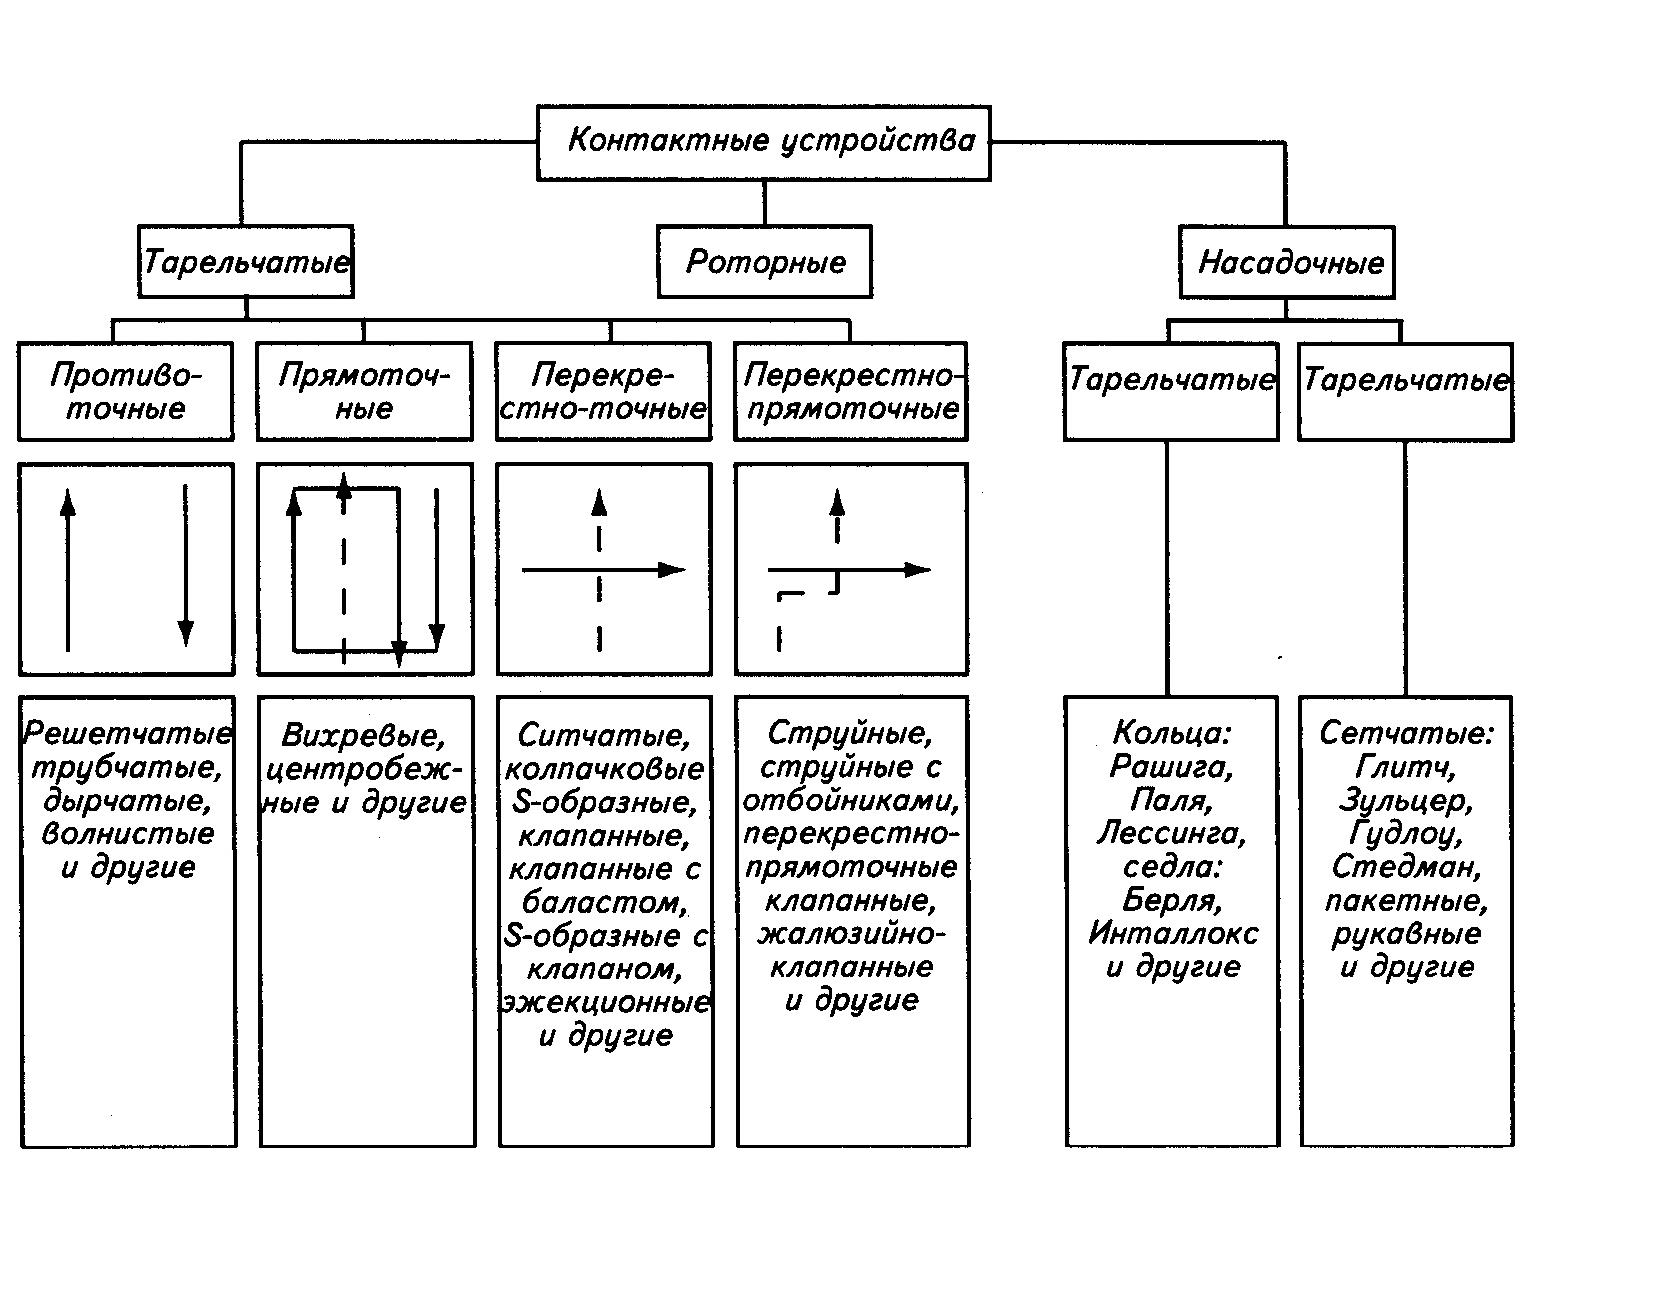 Контактные устройства
Тарельчатые
Роторные
Насадочные
Противо-
точные
Прямоточ-
ные
Перекре-
стно-точные
Перекрестно-
прямоточные
Тарельчатые
Тарельчатые
Решетчатые
трубчатые,
дырчатые,
волнистые
и другие
Вихревые,
центробеж-
ные и другие
Ситчатые,
колпачковые
S-образные,
клапанные,
клапанные с
баластом,
S-образные с
клапаном,
эжекционные
и другие
Струйные,
струйные с
отбойниками,
перекрестно-
прямоточные
клапанные,
жалюзийно-
клапанные
и другие
Кольца:
Рашига,
Паля,
Лессинга,
седла:
Берля,
Инталлокс
и другие
Сетчатые:
Глитч,
Зульцер,
Гудлоу,
Стедман,
пакетные,
рукавные
и другие